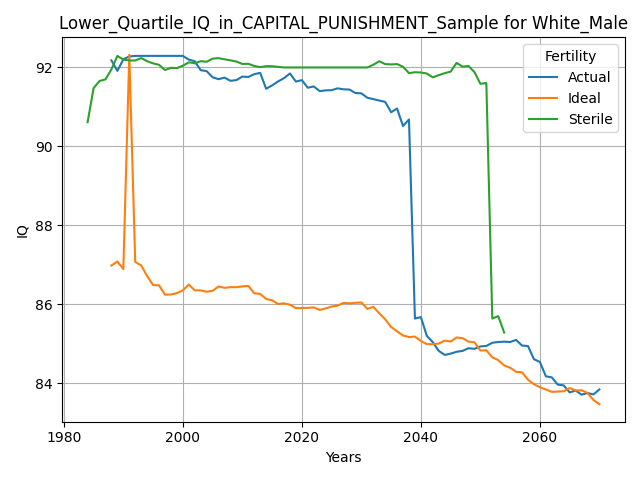 Lower_Quartile_IQ_in_CAPITAL_PUNISHMENT_Sample for White_Male
Fertility
Actual
Ideal
Sterile
92
90
88
86
84
IQ
1980
2000
2020
2040
2060
Years